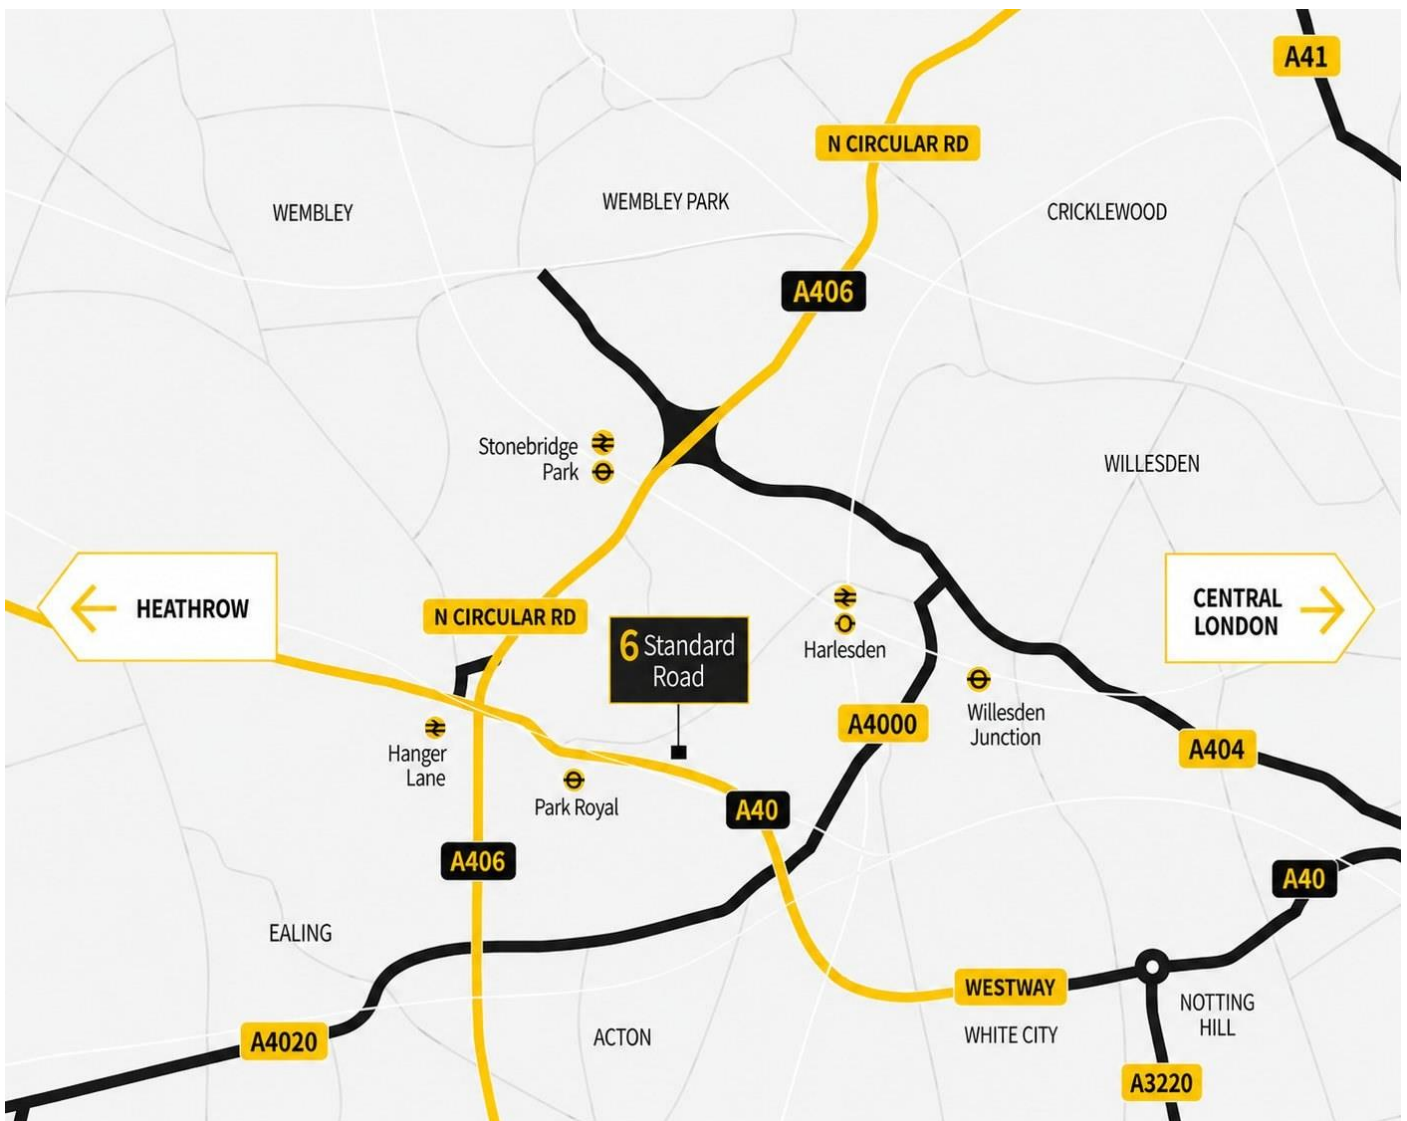 A41
N CIRCULAR RD
WEMBLEY
WEMBLEY PARK
CRICKLEWOOD
A406
Stonebridge
Park
WILLESDEN
HEATHROW
CENTRAL
LONDON
N CIRCULAR RD
6 Standard
Road
Harlesden
Willesden
Junction
A4000
A404
Hanger
Lane
Park Royal
A40
A406
A40
EALING
WESTWAY
NOTTING
HILL
WHITE CITY
ACTON
A4020
A3220